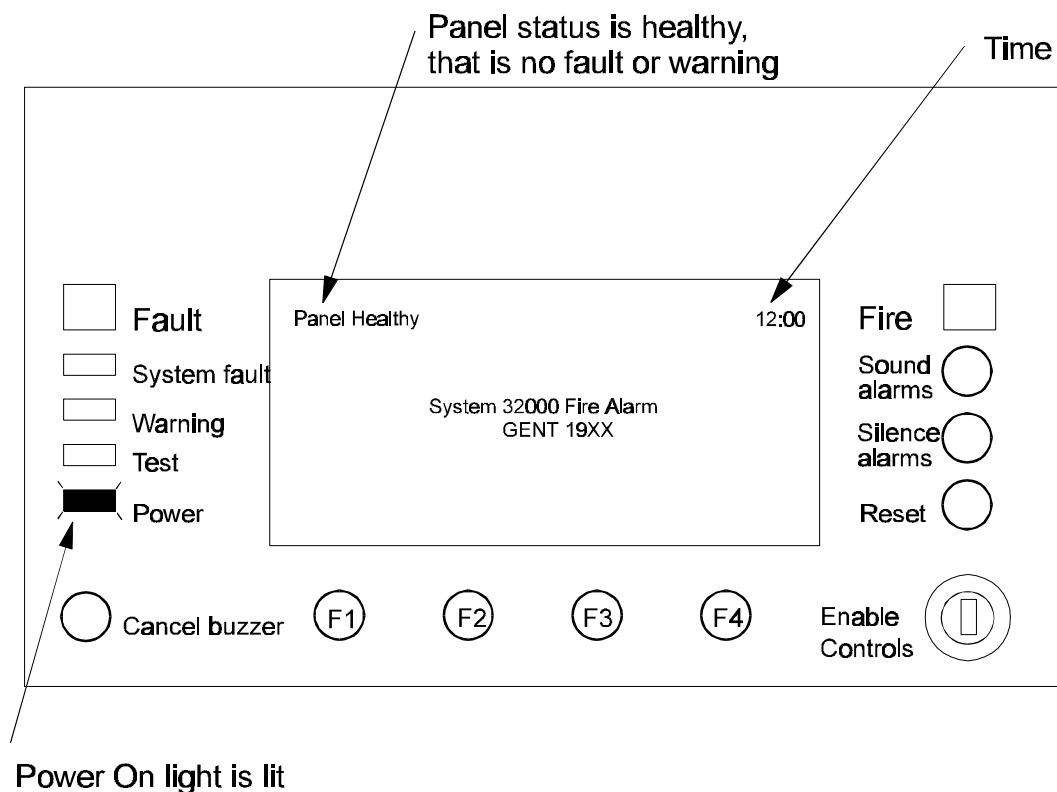 Panel status is healthy,
that is no fault or warning
Time
Fault
System fault
Warning
Test
Power
Panel Healthy
12:00
System 32000 Fire Alarm
GENT 19XX
Fire
Sound
alarms
Silence
alarms
Reset
Cancel buzzer
F1
F2
F3
F4
Enable
Controls
Power On light is lit